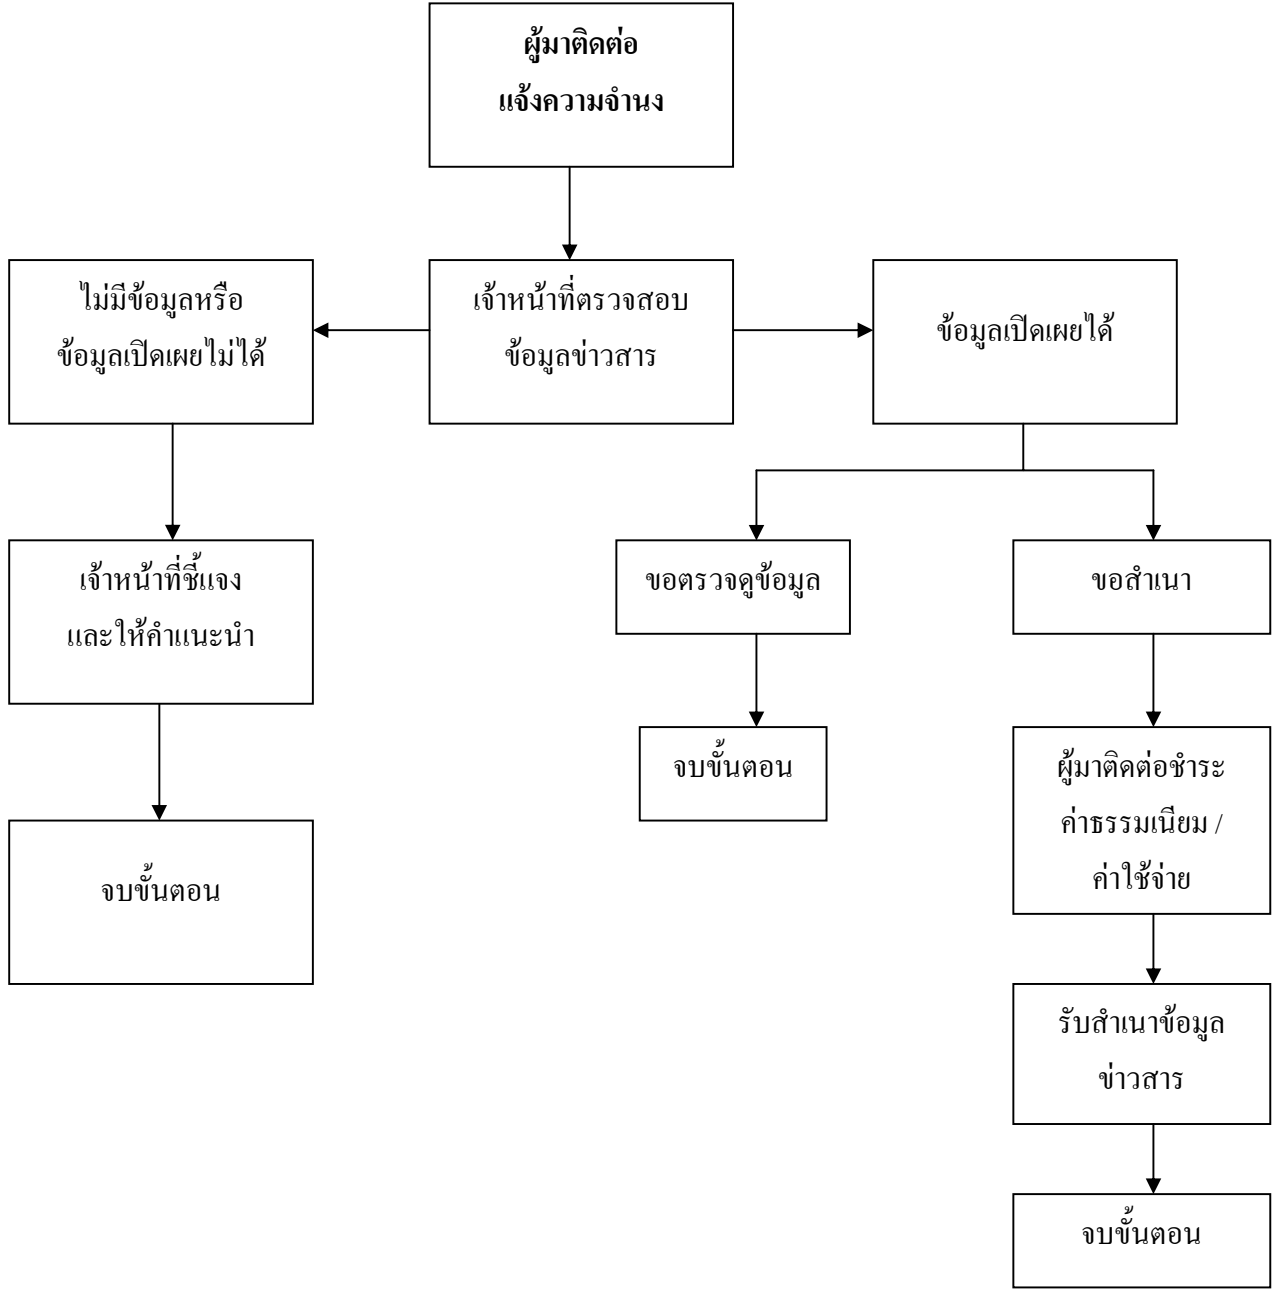 ผู้มาติดต่อ
แจ้งความจำนง
ไม่มีข้อมูลหรือ
ข้อมูลเปิดเผยไม่ได้
เจ้าหน้าที่ตรวจสอบ
ข้อมูลข่าวสาร
ข้อมูลเปิดเผยได้
เจ้าหน้าที่ชี้แจง
และให้คำแนะนำ
ขอตรวจดูข้อมูล
ขอสำเนา
จบขั้นตอน
จบขั้นตอน
ผู้มาติดต่อชำระ
ค่าธรรมเนียม /
ค่าใช้จ่าย
รับสำเนาข้อมูล
ข่าวสาร
จบขั้นตอน